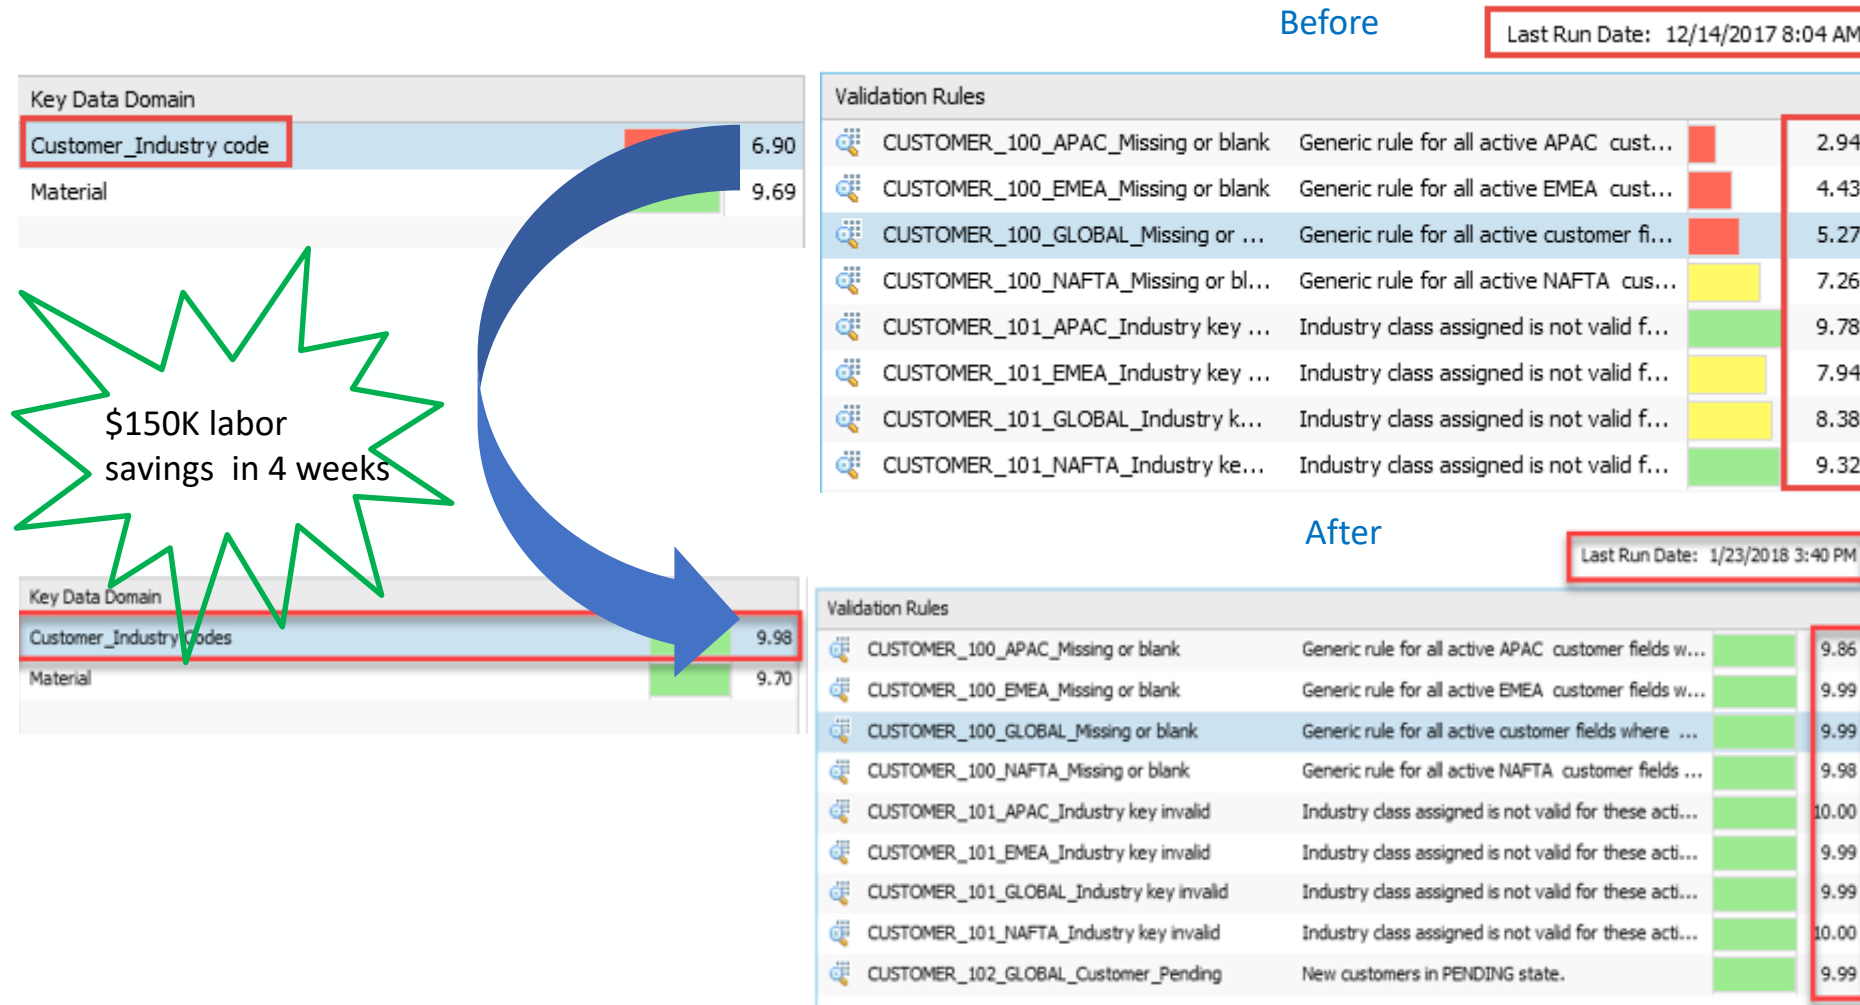 Before
Last Run Date: 12/14/2017 8:04 AM
Key Data Domain
Customer_Industry code 6.90
Material 9.69
Validation Rules
CUSTOMER_100_APAC_Missing or blank Generic rule for all active APAC cust... 2.94
CUSTOMER_100_EMEA_Missing or blank Generic rule for all active EMEA cust... 4.43
CUSTOMER_100_GLOBAL_Missing or ... Generic rule for all active customer fi... 5.27
CUSTOMER_100_NAFTA_Missing or bl... Generic rule for all active NAFTA cus... 7.26
CUSTOMER_101_APAC_Industry key ... Industry class assigned is not valid f... 9.78
CUSTOMER_101_EMEA_Industry key ... Industry class assigned is not valid f... 7.94
CUSTOMER_101_GLOBAL_Industry k... Industry class assigned is not valid f... 8.38
CUSTOMER_101_NAFTA_Industry ke... Industry class assigned is not valid f... 9.32
$150K labor
savings in 4 weeks
After
Last Run Date: 1/23/2018 3:40 PM
Key Data Domain
Customer_Industry Codes 9.98
Material 9.70
Validation Rules
CUSTOMER_100_APAC_Missing or blank Generic rule for all active APAC customer fields w... 9.86
CUSTOMER_100_EMEA_Missing or blank Generic rule for all active EMEA customer fields w... 9.99
CUSTOMER_100_GLOBAL_Missing or blank Generic rule for all active customer fields where ... 9.99
CUSTOMER_100_NAFTA_Missing or blank Generic rule for all active NAFTA customer fields ... 9.98
CUSTOMER_101_APAC_Industry key invalid Industry class assigned is not valid for these acti... 10.00
CUSTOMER_101_EMEA_Industry key invalid Industry class assigned is not valid for these acti... 9.99
CUSTOMER_101_GLOBAL_Industry key invalid Industry class assigned is not valid for these acti... 9.99
CUSTOMER_101_NAFTA_Industry key invalid Industry class assigned is not valid for these acti... 10.00
CUSTOMER_102_GLOBAL_Customer_Pending New customers in PENDING state. 9.99